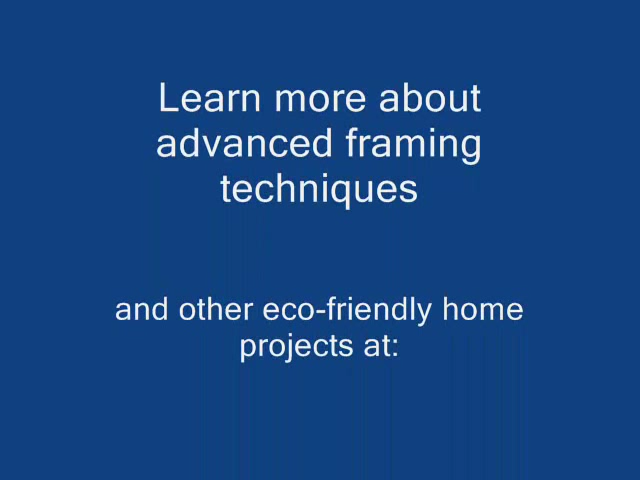 Learn more about
advanced framing
techniques
and other eco-friendly home
projects at: